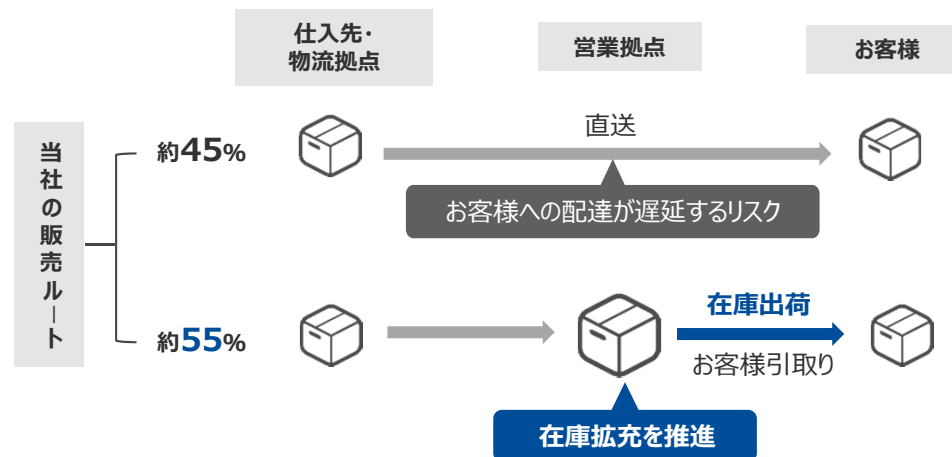 仕入先・
物流拠点
営業拠点
お客様
当社の販売ルート
約45%
直送
お客様への配達が遅延するリスク
約55%
在庫出荷
お客様引取り
在庫拡充を推進